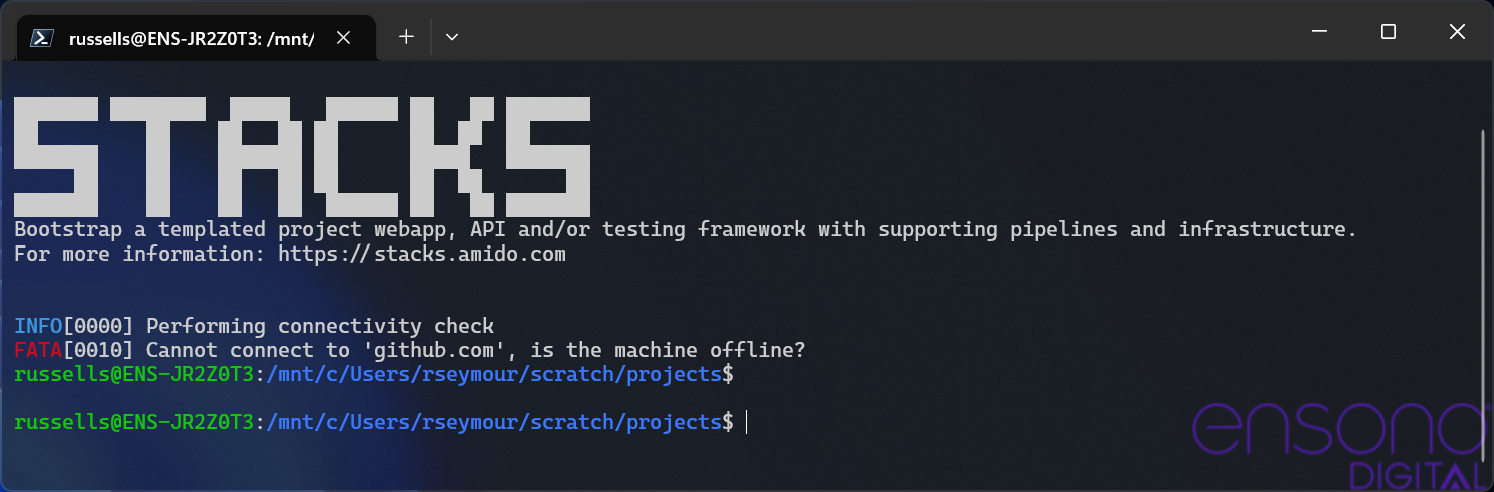 russells@ENS-JR2Z0T3: /mnt/
STACKS
Bootstrap a templated project webapp, API and/or testing framework with supporting pipelines and infrastructure.
For more information: https://stacks.amido.com
INFO[0000] Performing connectivity check
FATA[0010] Cannot connect to 'github.com', is the machine offline?
russells@ENS-JR2Z0T3:/mnt/c/Users/rseymour/scratch/projects$
russells@ENS-JR2Z0T3:/mnt/c/Users/rseymour/scratch/projects$
ensono
DIGITAL